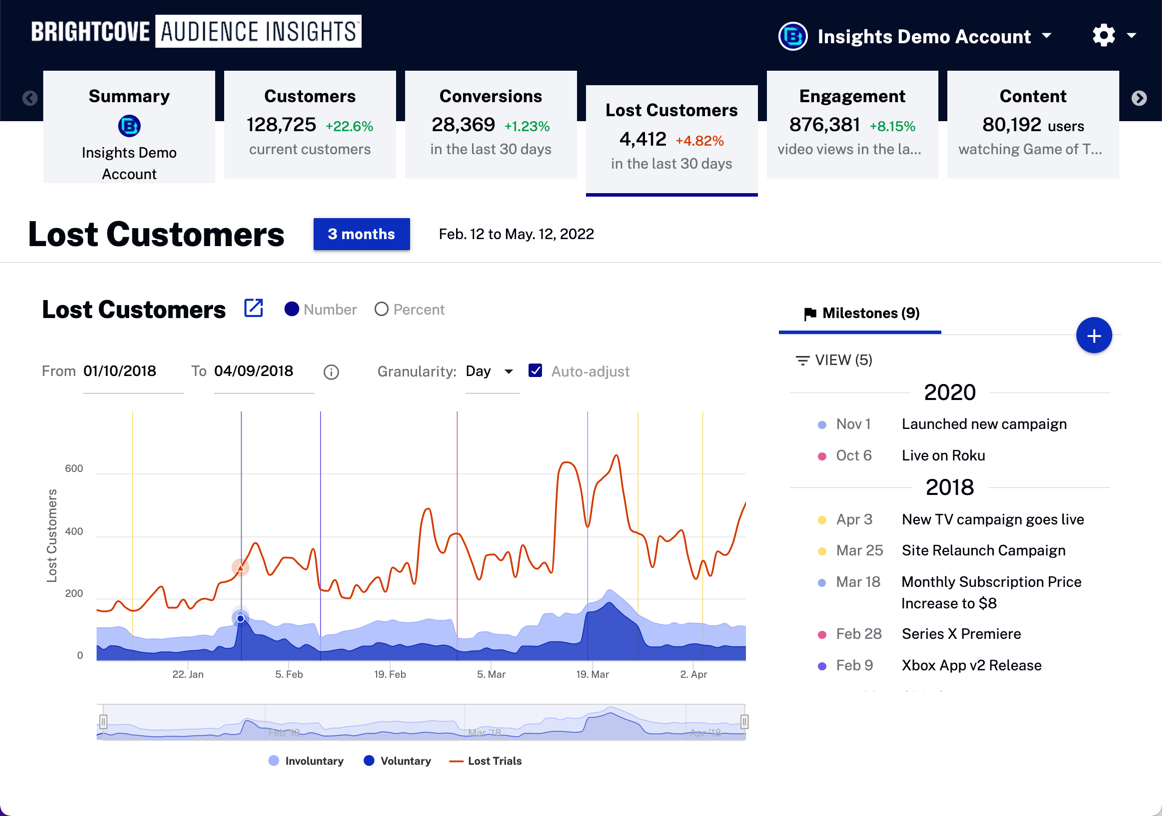 BRIGHTCOVE AUDIENCE INSIGHTS
Insights Demo Account
Summary
Insights Demo
Account
Customers
128,725 +22.6%
current customers
Conversions
28,369 +1.23%
in the last 30 days
Lost Customers
4,412 +4.82%
in the last 30 days
Engagement
876,381 +8.15%
video views in the la...
Content
80,192 users
watching Game of T...
Lost Customers 3 months Feb. 12 to May. 12, 2022
Lost Customers Number Percent
From 01/10/2018 To 04/09/2018 Granularity: Day Auto-adjust
Lost Customers
600
400
200
0
22. Jan 5. Feb 19. Feb 5. Mar 19. Mar 2. Apr
Feb '18 Mar '18 Apr '18
Involuntary Voluntary Lost Trials
Milestones (9)
+
VIEW (5)
2020
Nov 1 Launched new campaign
Oct 6 Live on Roku
2018
Apr 3 New TV campaign goes live
Mar 25 Site Relaunch Campaign
Mar 18 Monthly Subscription Price
Increase to $8
Feb 28 Series X Premiere
Feb 9 Xbox App v2 Release